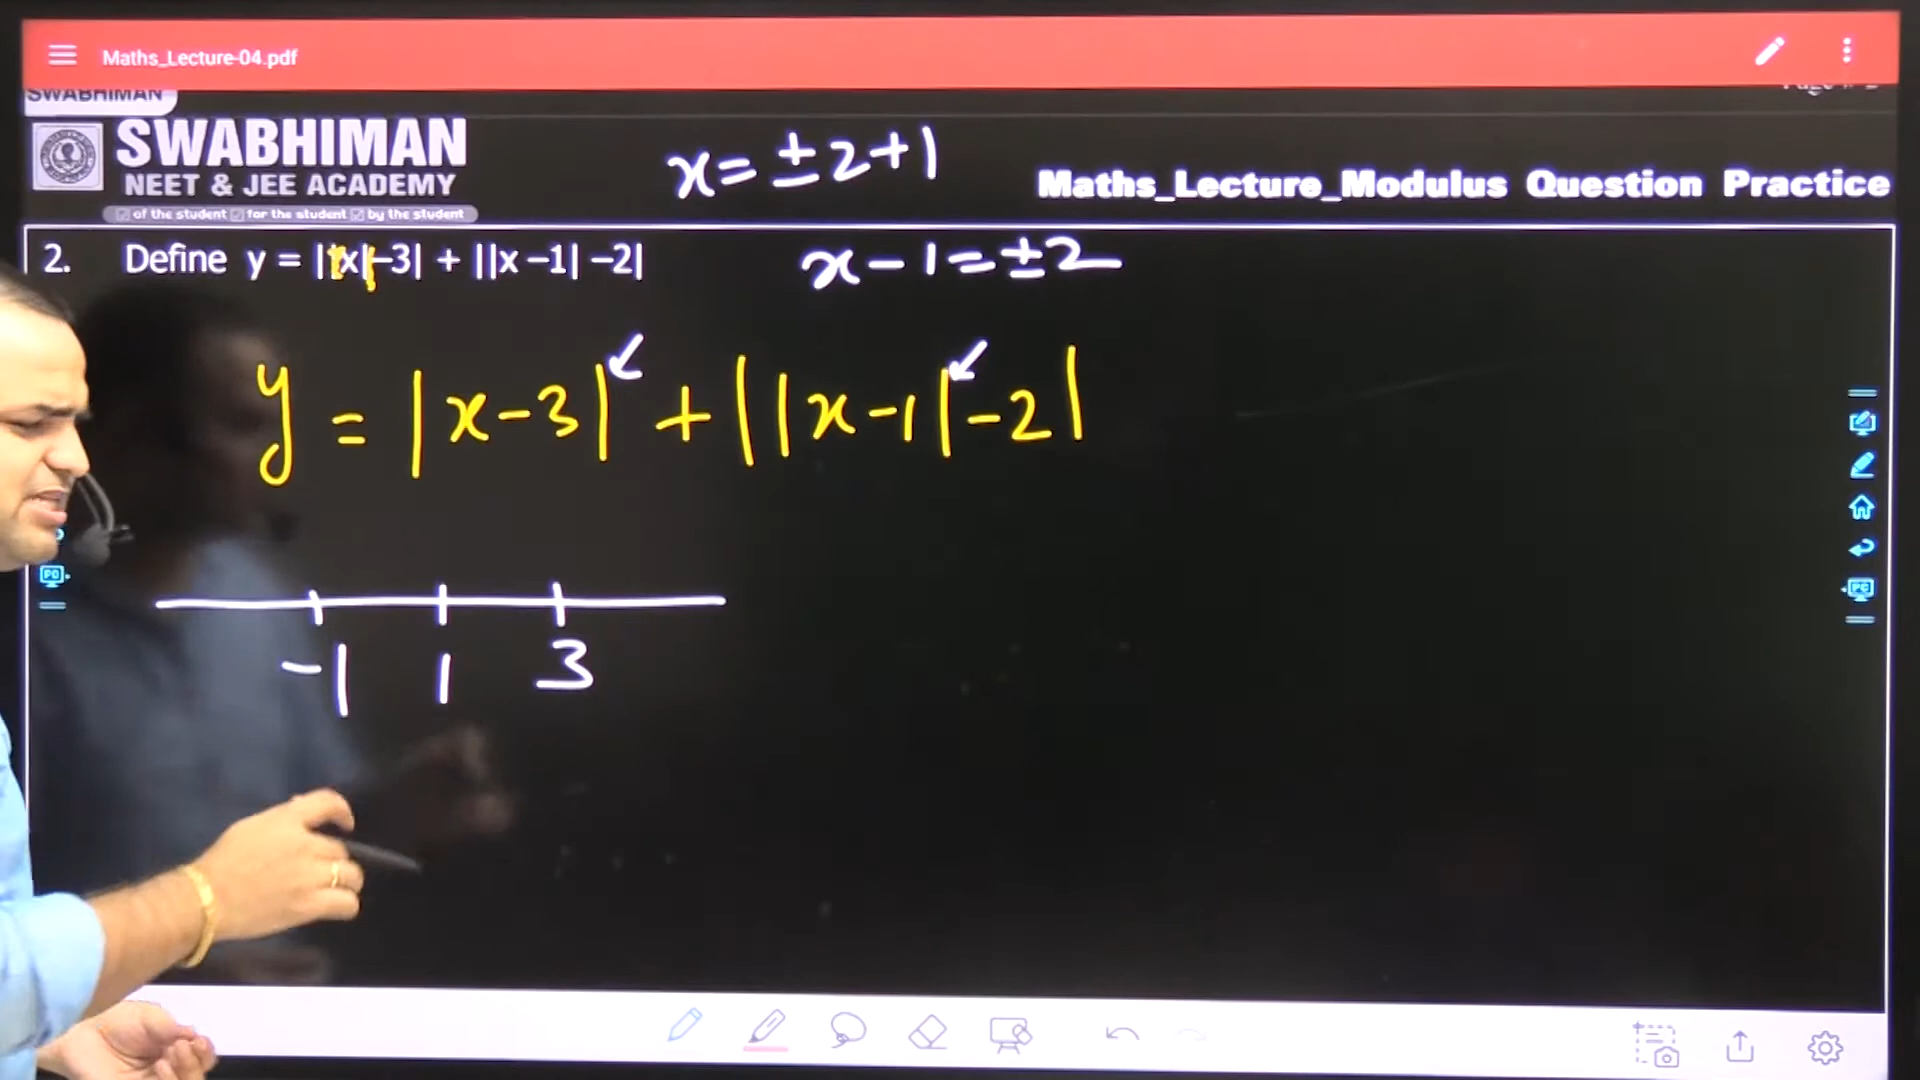 Maths_Lecture-04.pdf
SWABHIMAN
SWABHIMAN
NEET & JEE ACADEMY
of the student for the student by the student
x = ±2+1
Maths_Lecture_Modulus Question Practice
2. Define y = ||x|-3| + ||x -1| -2|
x - 1 = ±2
y = |x-3| + ||x-1|-2|
-1 1 3